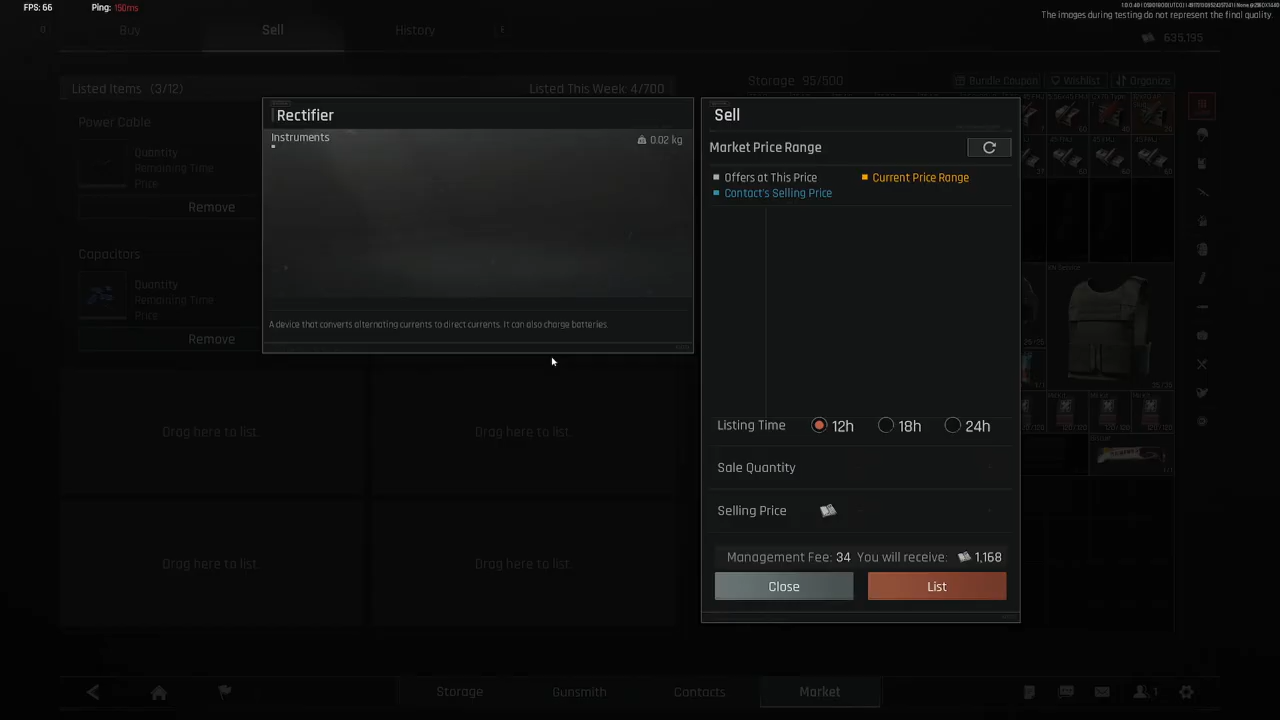 FPS: 66 Ping: 150ms
The images during testing do not represent the final quality
Buy Sell History
635,195
Listed Items (3/12) Listed This Week: 4/700
Storage: 95/500 Bundle Coupon Wishlist Organize
Power Cable
Quantity
Remaining Time
Price
Remove
Capacitors
Quantity
Remaining Time
Price
Remove
Drag here to list.
Drag here to list.
Drag here to list.
Drag here to list.
Rectifier
Instruments 0.02 kg
A device that converts alternating currents to direct currents. It can also charge batteries.
Sell
Market Price Range
Offers at This Price Current Price Range
Contact's Selling Price
Listing Time 12h 18h 24h
Sale Quantity
Selling Price
Management Fee: 34 You will receive: 1,168
Close List
Storage Gunsmith Contacts Market
1